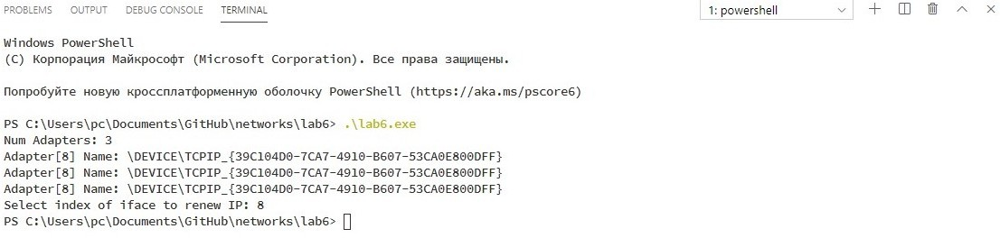 PROBLEMS OUTPUT DEBUG CONSOLE TERMINAL 1: powershell
Windows PowerShell
(C) Корпорация Майкрософт (Microsoft Corporation). Все права защищены.
Попробуйте новую кроссплатформенную оболочку PowerShell (https://aka.ms/pscore6)
PS C:\Users\pc\Documents\GitHub\networks\lab6> .\lab6.exe
Num Adapters: 3
Adapter[8] Name: \DEVICE\TCPIP_{39C104D0-7CA7-4910-B607-53CA0E800DFF}
Adapter[8] Name: \DEVICE\TCPIP_{39C104D0-7CA7-4910-B607-53CA0E800DFF}
Adapter[8] Name: \DEVICE\TCPIP_{39C104D0-7CA7-4910-B607-53CA0E800DFF}
Select index of iface to renew IP: 8
PS C:\Users\pc\Documents\GitHub\networks\lab6>